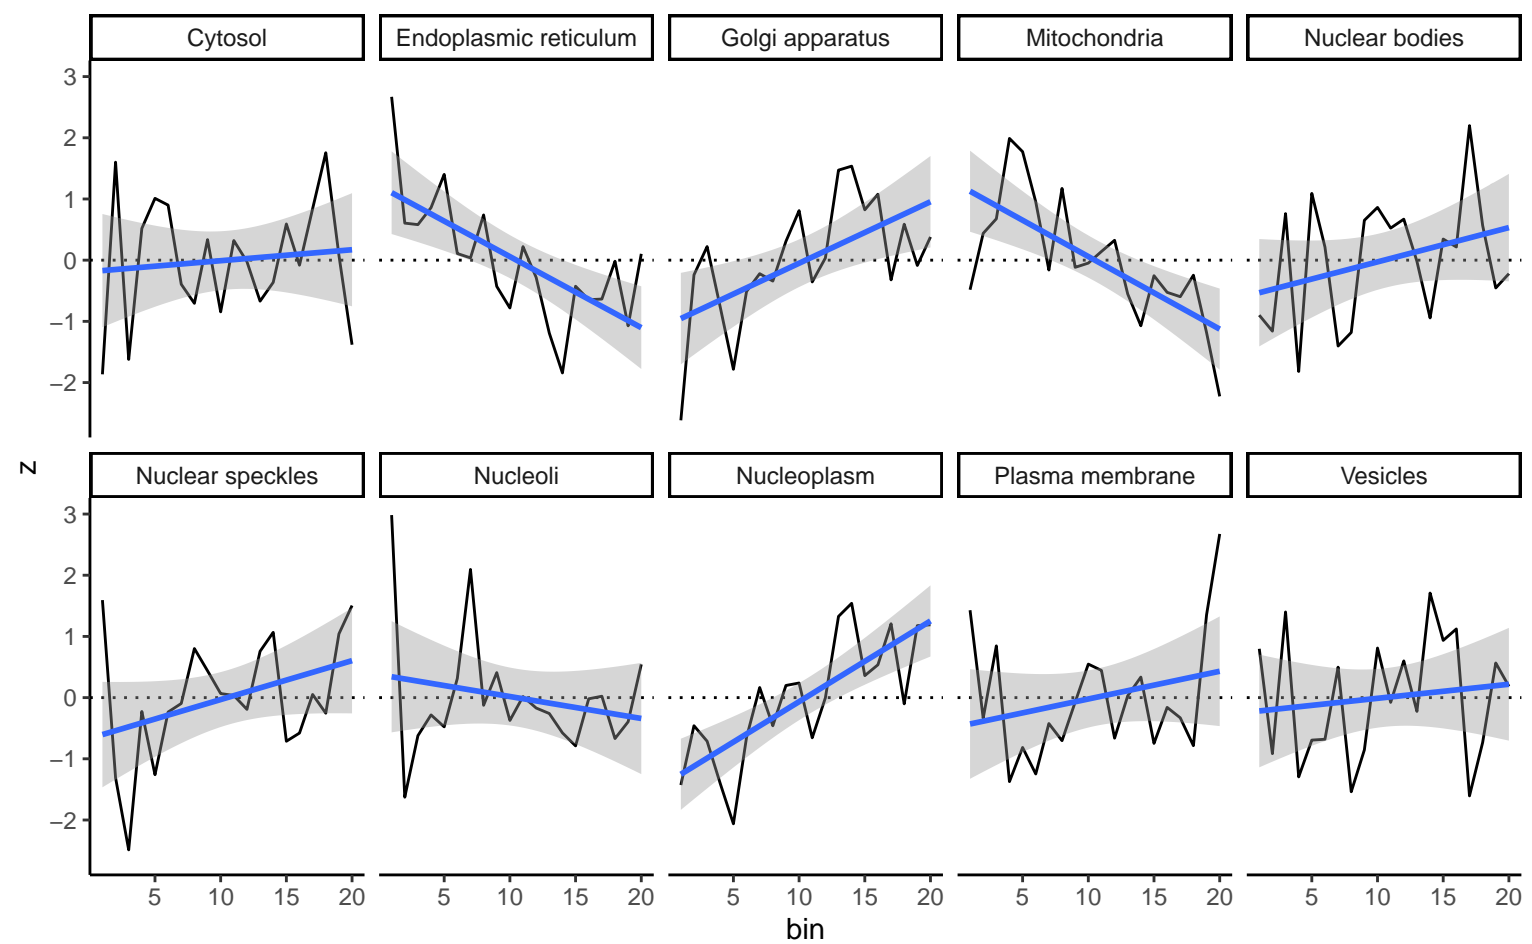 Cytosol Endoplasmic reticulum Golgi apparatus Mitochondria Nuclear bodies
3
2
1
0
−1
−2
z
Nuclear speckles Nucleoli Nucleoplasm Plasma membrane Vesicles
3
2
1
0
−1
−2
5 10 15 20 5 10 15 20 5 10 15 20 5 10 15 20 5 10 15 20
bin